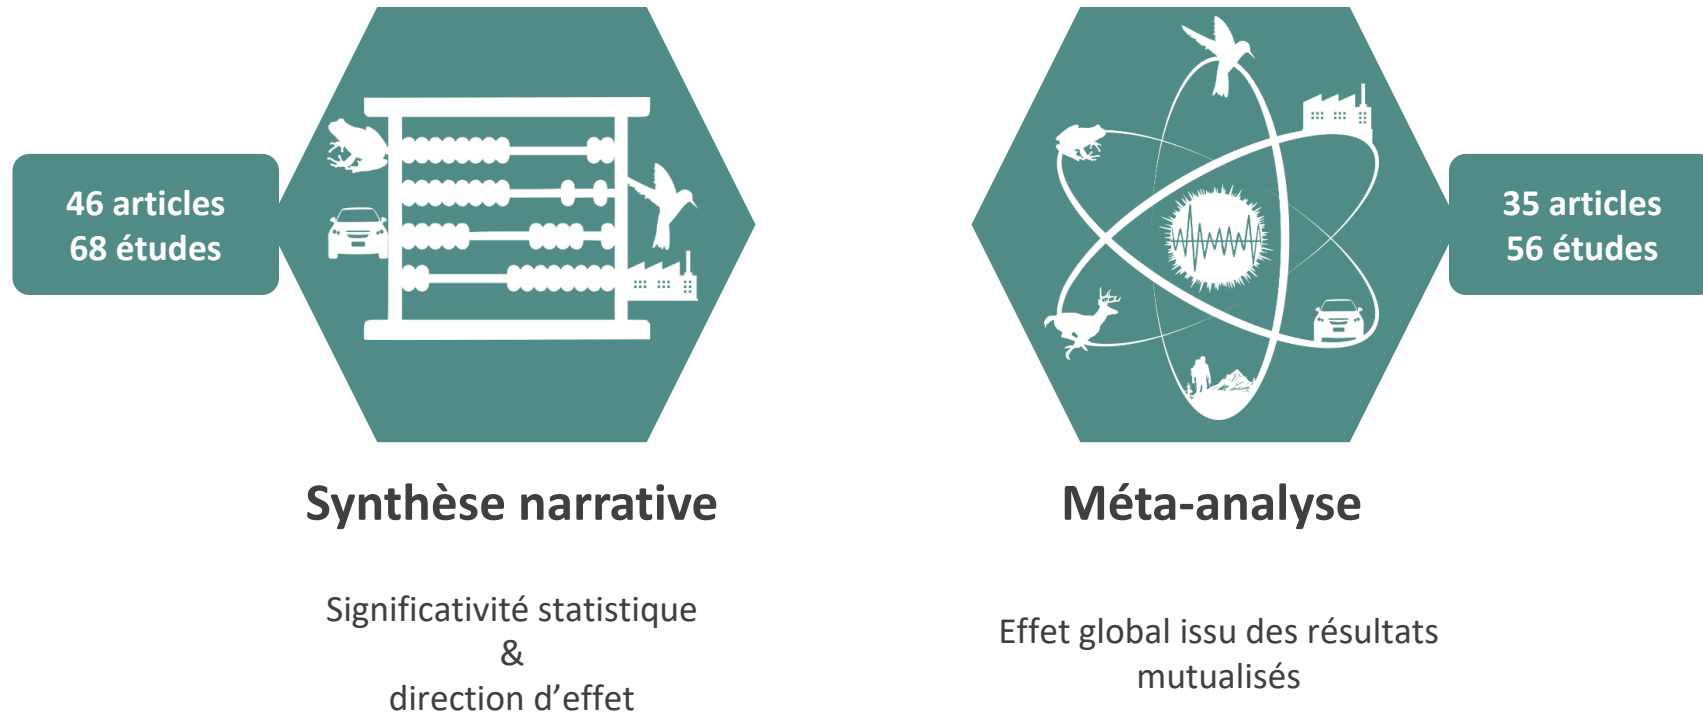 46 articles
68 études
Synthèse narrative
Significativité statistique
&
direction d’effet
35 articles
56 études
Méta-analyse
Effet global issu des résultats
mutualisés